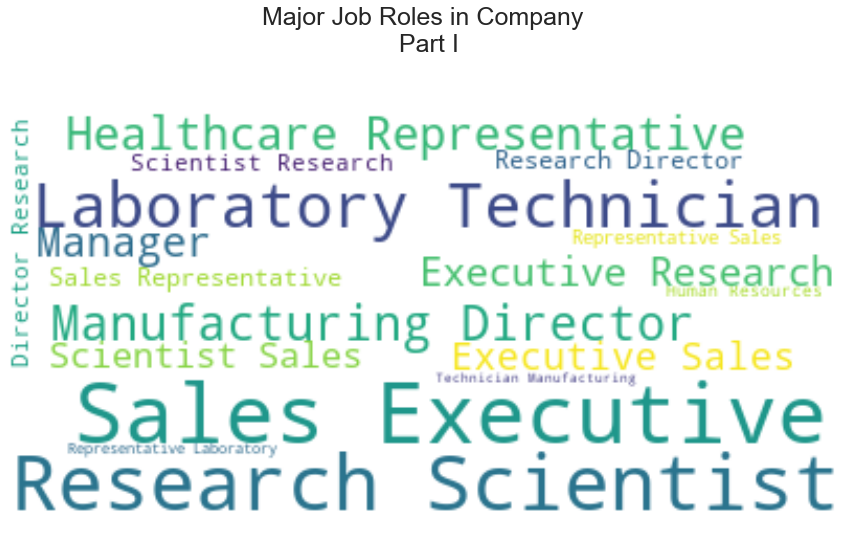 Major Job Roles in Company
Part I
Healthcare Representative
Scientist Research
Research Director
Director Research
Laboratory Technician
Manager
Representative Sales
Sales Representative
Executive Research
Human Resources
Manufacturing Director
Scientist Sales
Executive Sales
Technician Manufacturing
Sales Executive
Representative Laboratory
Research Scientist